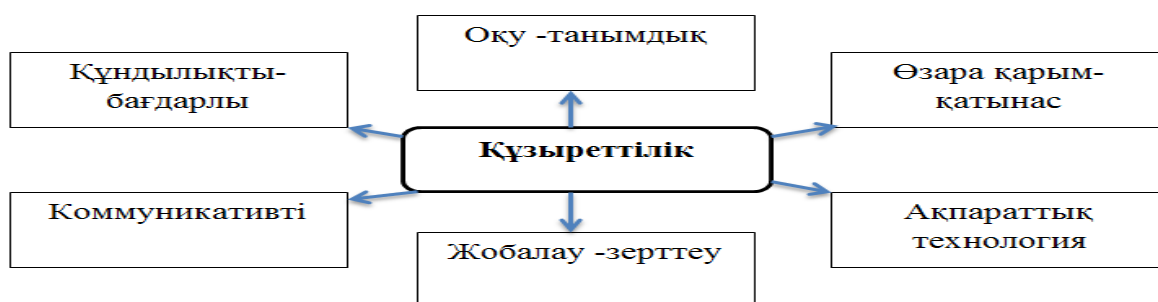 Оқу -танымдық
Құндылықты-
бағдарлы
Өзара қарым-
қатынас
Құзыреттілік
Коммуникативті
Ақпараттық
технология
Жобалау -зерттеу